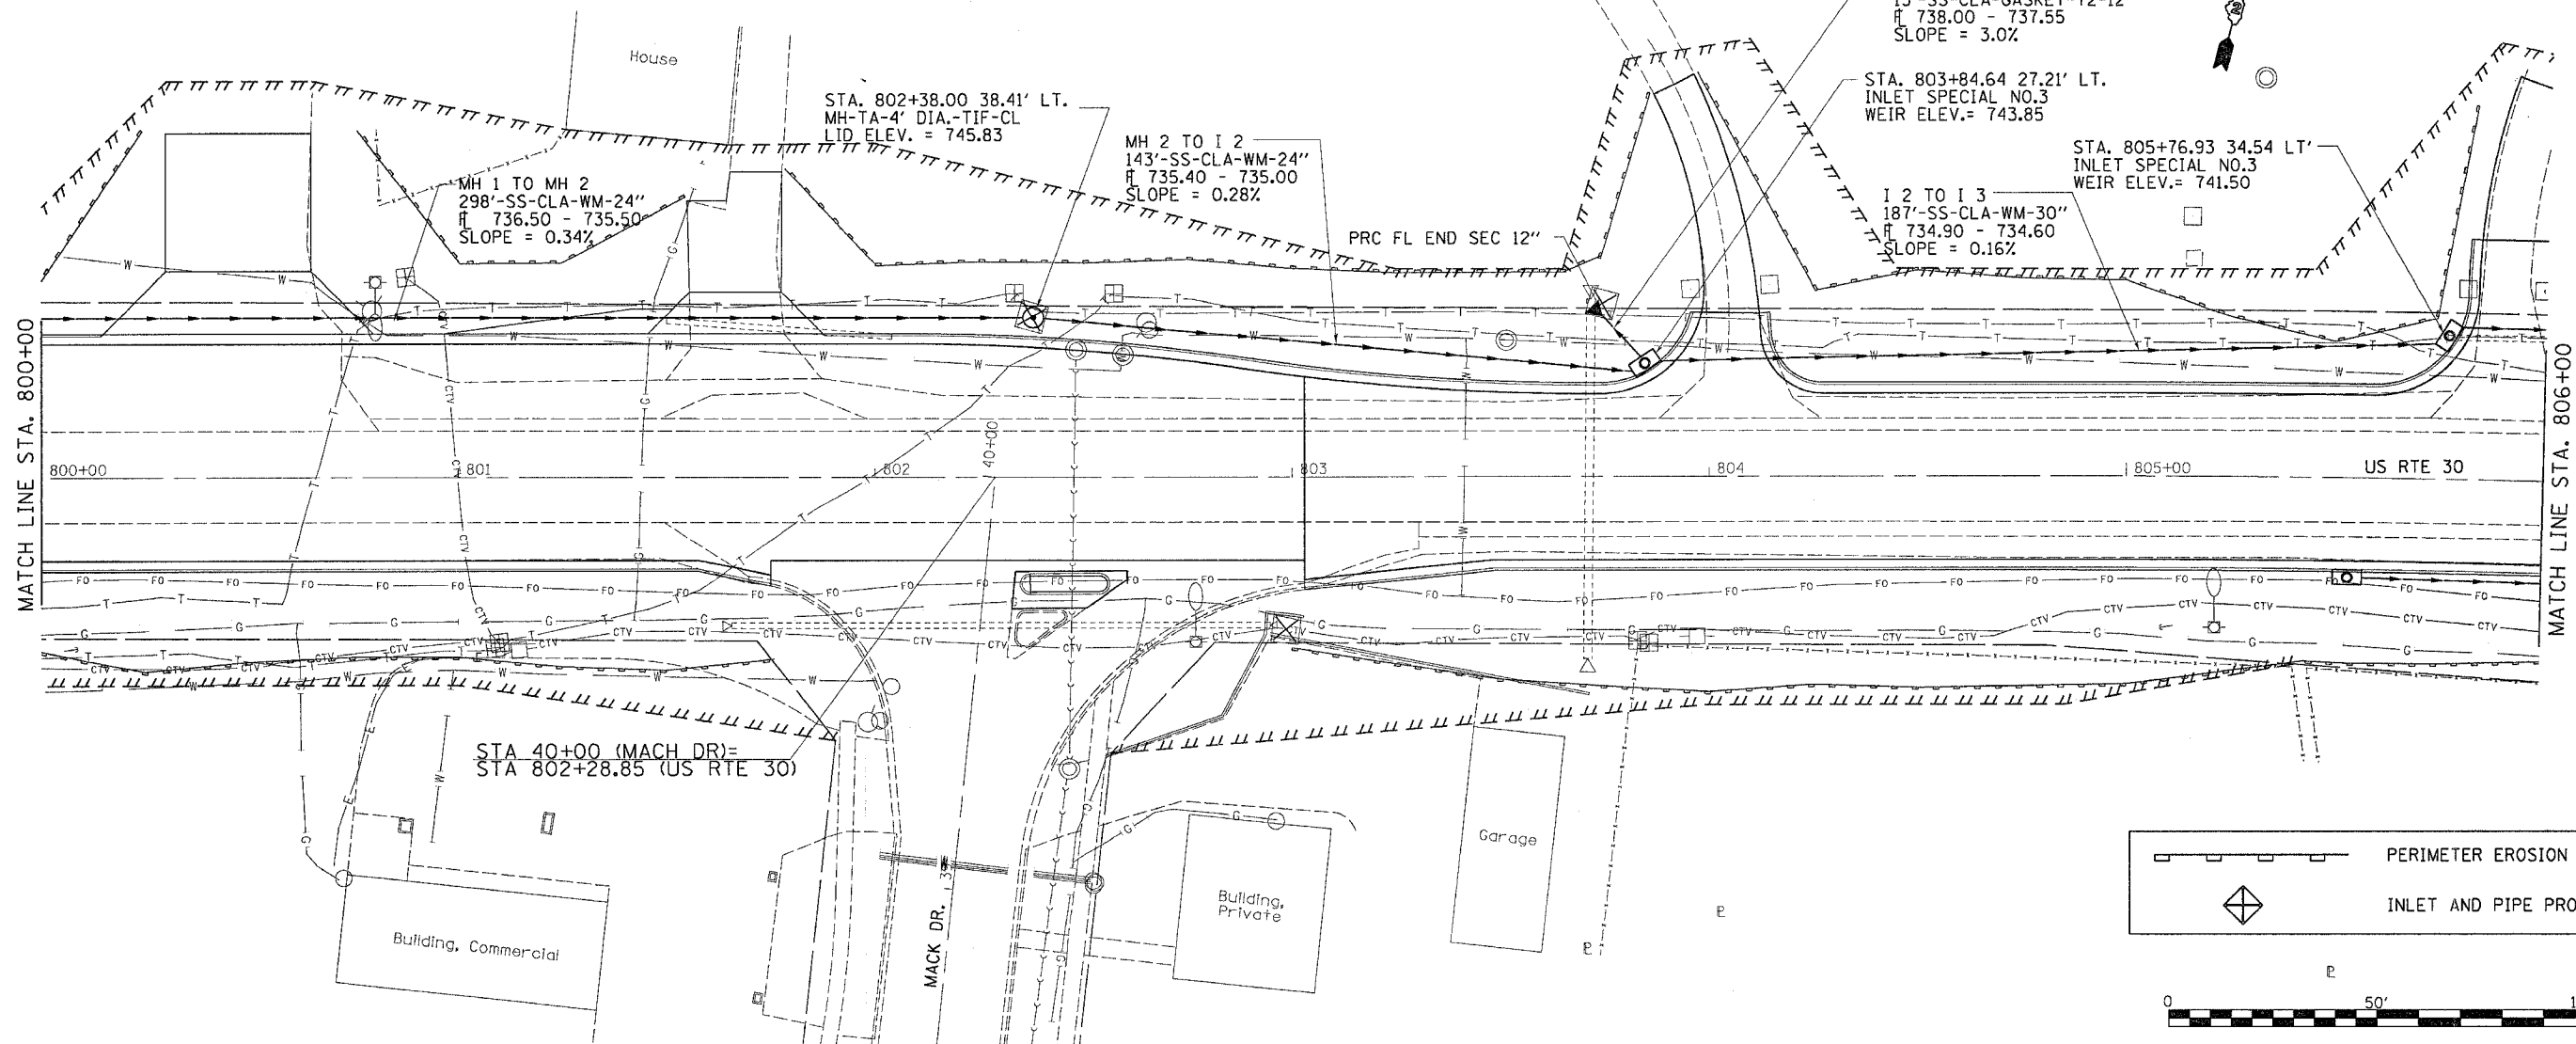 House
STA. 802+38.00 38.41' LT.
MH-TA-4' DIA.-TIF-CL
LID ELEV. = 745.83
MH 1 TO MH 2
298'-SS-CLA-WM-24"
FL 736.50 - 735.50
SLOPE = 0.34%
MH 2 TO I 2
143'-SS-CLA-WM-24"
FL 735.40 - 735.00
SLOPE = 0.28%
PRC FL END SEC 12"
FL 738.00 - 737.55
SLOPE = 3.0%
STA. 803+84.64 27.21' LT.
INLET SPECIAL NO.3
WEIR ELEV.= 743.85
STA. 805+76.93 34.54 LT'
INLET SPECIAL NO.3
WEIR ELEV.= 741.50
I 2 TO I 3
187'-SS-CLA-WM-30"
FL 734.90 - 734.60
SLOPE = 0.16%
MATCH LINE STA. 800+00
800+00
801
802
40+00
803
804
805+00
US RTE 30
MATCH LINE STA. 806+00
STA 40+00 (MACH DR)=
STA 802+28.85 (US RTE 30)
Building, Commercial
MACK DR.
Building,
Private
Garage
PERIMETER EROSION
INLET AND PIPE PRO
0 50'